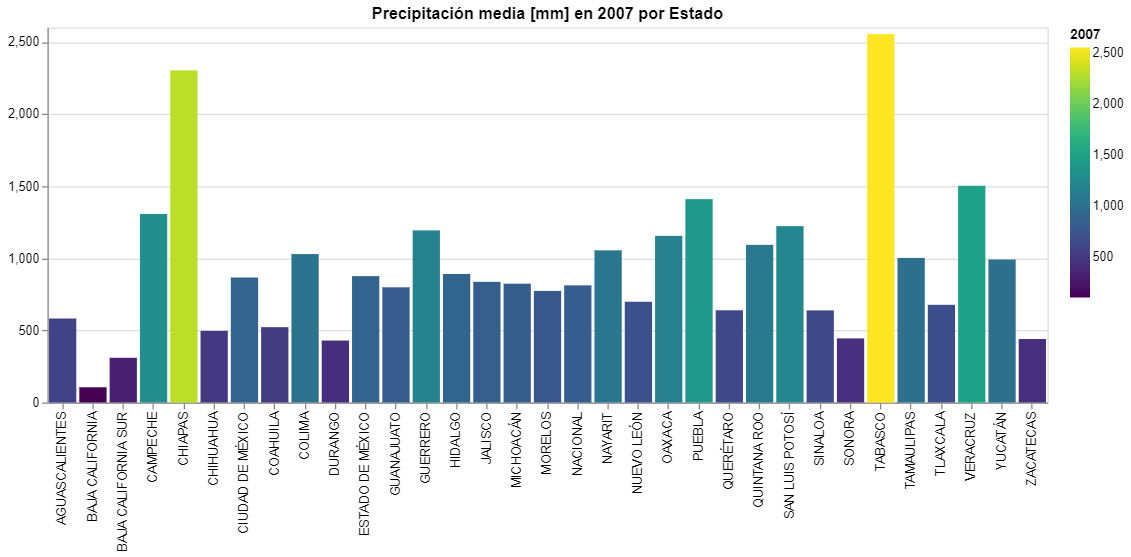 Precipitación media [mm] en 2007 por Estado
2,500
2,000
1,500
1,000
500
0
AGUASCALIENTES
BAJA CALIFORNIA
BAJA CALIFORNIA SUR
CAMPECHE
CHIAPAS
CHIHUAHUA
CIUDAD DE MÉXICO
COAHUILA
COLIMA
DURANGO
ESTADO DE MÉXICO
GUANAJUATO
GUERRERO
HIDALGO
JALISCO
MICHOACÁN
MORELOS
NACIONAL
NAYARIT
NUEVO LEÓN
OAXACA
PUEBLA
QUERÉTARO
QUINTANA ROO
SAN LUIS POTOSÍ
SINALOA
SONORA
TABASCO
TAMAULIPAS
TLAXCALA
VERACRUZ
YUCATÁN
ZACATECAS
2007
2,500
2,000
1,500
1,000
500